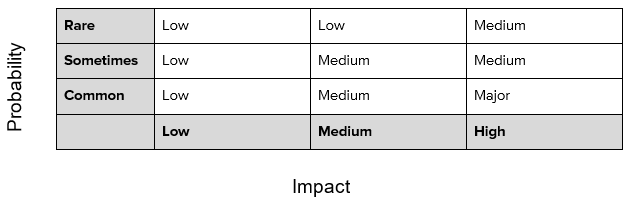 Probability
Rare Low Low Medium
Sometimes Low Medium Medium
Common Low Medium Major
Low Medium High
Impact